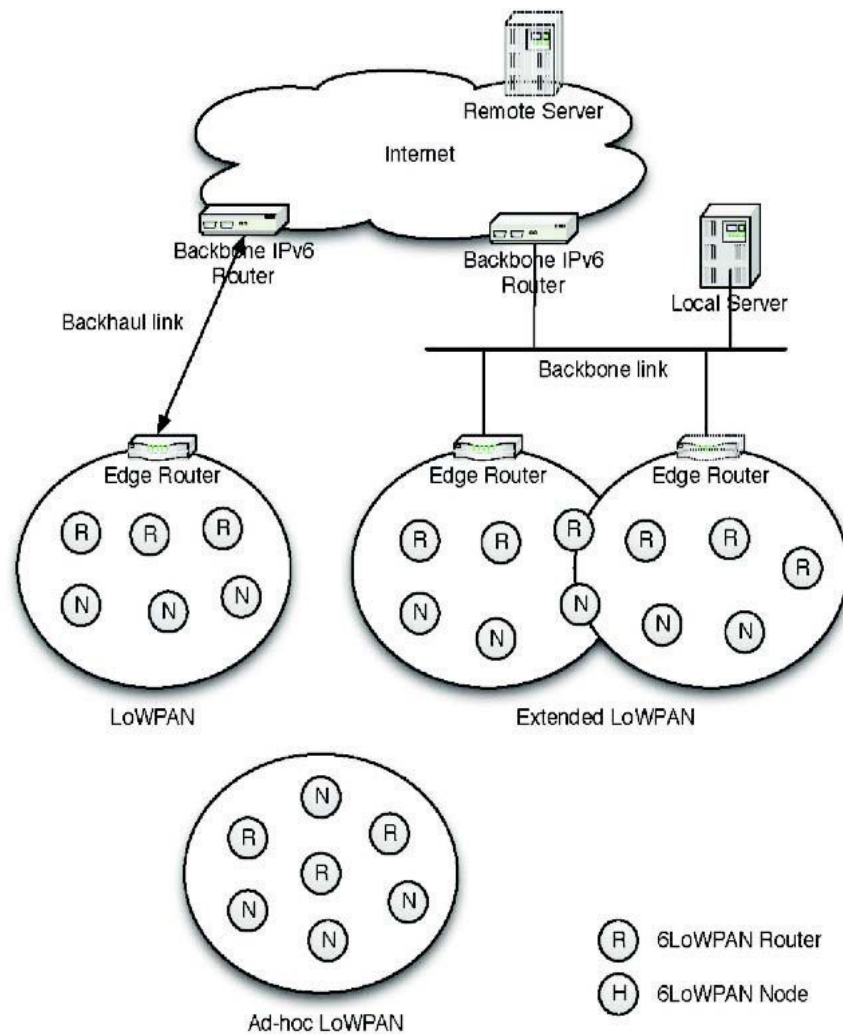 Remote Server
Internet
Backbone IPv6
Router
Backbone IPv6
Router
Local Server
Backhaul link
Backbone link
Edge Router
Edge Router
Edge Router
R
R
R
N
N
N
R
R
R
R
R
R
N
N
N
N
N
LoWPAN
Extended LoWPAN
N
R
R
R
N
N
N
R 6LoWPAN Router
H 6LoWPAN Node
Ad-hoc LoWPAN